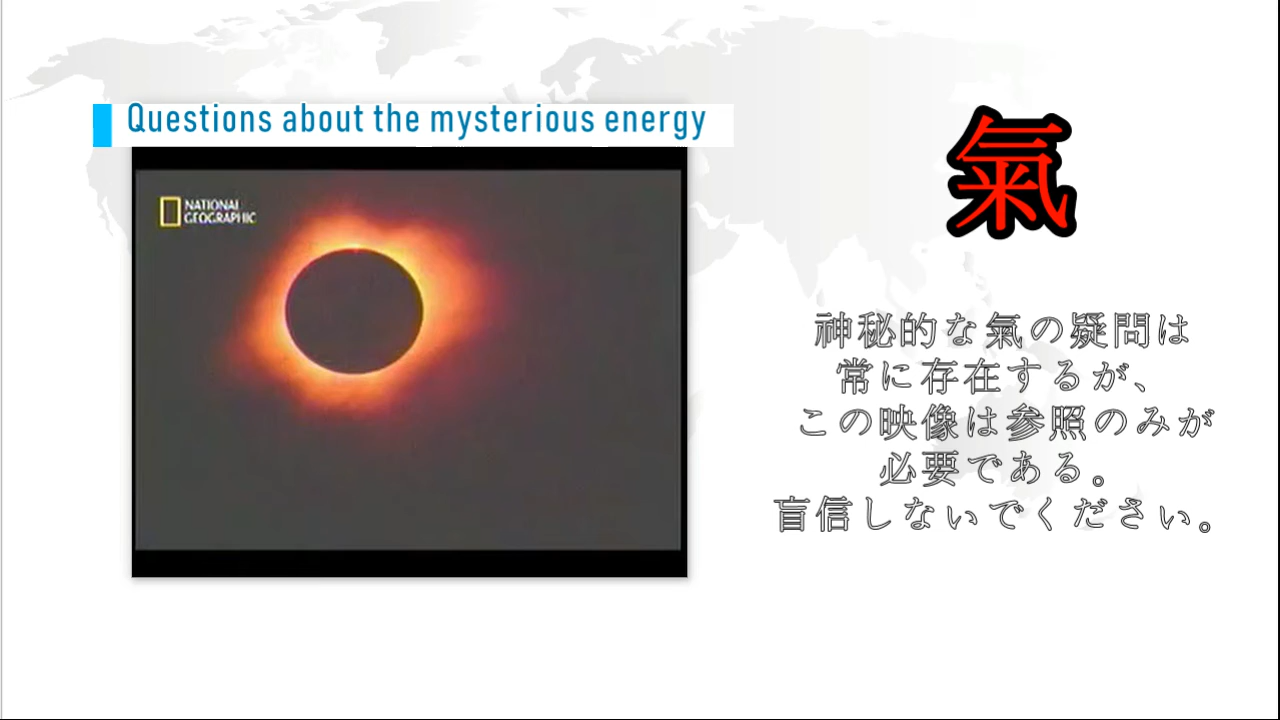 Questions about the mysterious energy
NATIONAL
GEOGRAPHIC
氣
神秘的な氣の疑問は
常に存在するが、
この映像は参照のみが
必要である。
盲信しないでください。